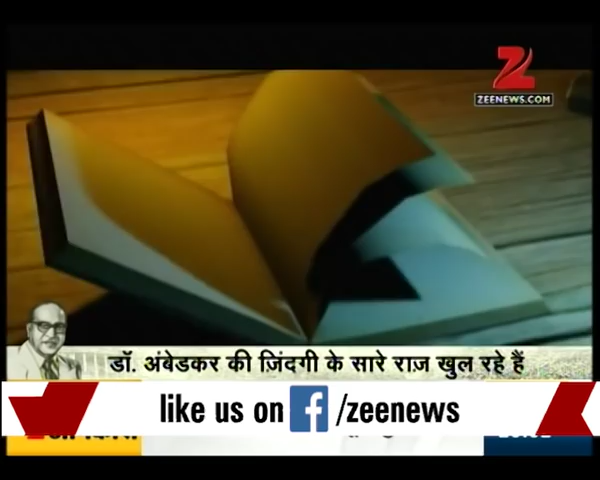 ZEENEWS.COM
डॉ. अंबेडकर की ज़िंदगी के सारे राज़ खुल रहे हैं
like us on f/zeenews